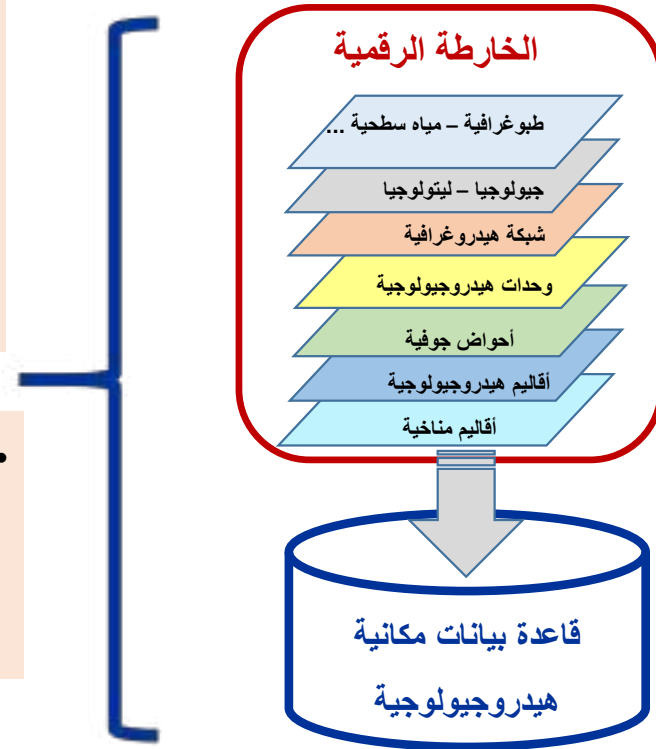 الخارطة الرقمية
طبوغرافية – مياه سطحية ...
جيولوجيا – ليتولوجيا
شبكة هيدروغرافية
وحدات هيدروجيولوجية
أحواض جوفية
أقاليم هيدروجيولوجية
أقاليم مناخية
قاعدة بيانات مكانية
هيدروجيولوجية